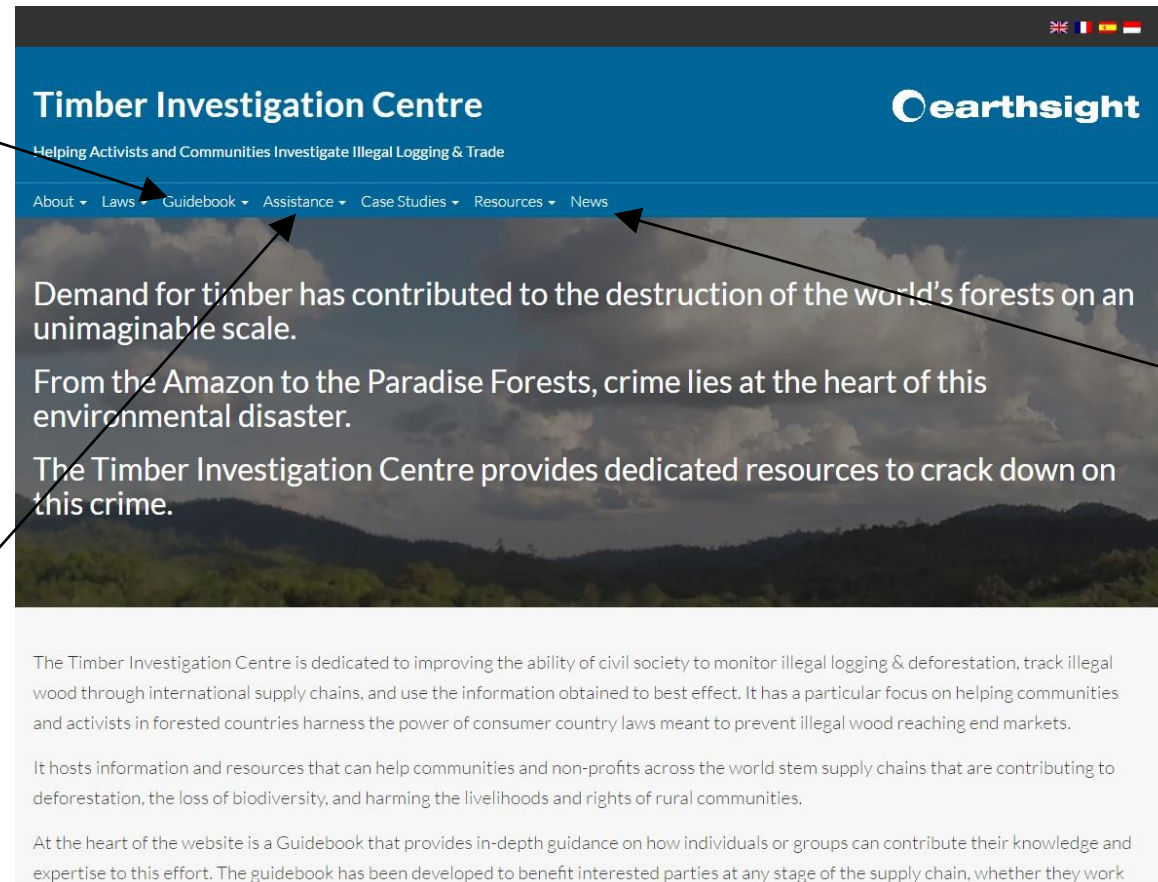 Timber Investigation Centre
earthsight
Helping Activists and Communities Investigate Illegal Logging & Trade
About Laws Guidebook Assistance Case Studies Resources News
Demand for timber has contributed to the destruction of the world's forests on an
unimaginable scale.
From the Amazon to the Paradise Forests, crime lies at the heart of this
environmental disaster.
The Timber Investigation Centre provides dedicated resources to crack down on
this crime.
The Timber Investigation Centre is dedicated to improving the ability of civil society to monitor illegal logging & deforestation, track illegal
wood through international supply chains, and use the information obtained to best effect. It has a particular focus on helping communities
and activists in forested countries harness the power of consumer country laws meant to prevent illegal wood reaching end markets.
It hosts information and resources that can help communities and non-profits across the world stem supply chains that are contributing to
deforestation, the loss of biodiversity, and harming the livelihoods and rights of rural communities.
At the heart of the website is a Guidebook that provides in-depth guidance on how individuals or groups can contribute their knowledge and
expertise to this effort. The guidebook has been developed to benefit interested parties at any stage of the supply chain, whether they work